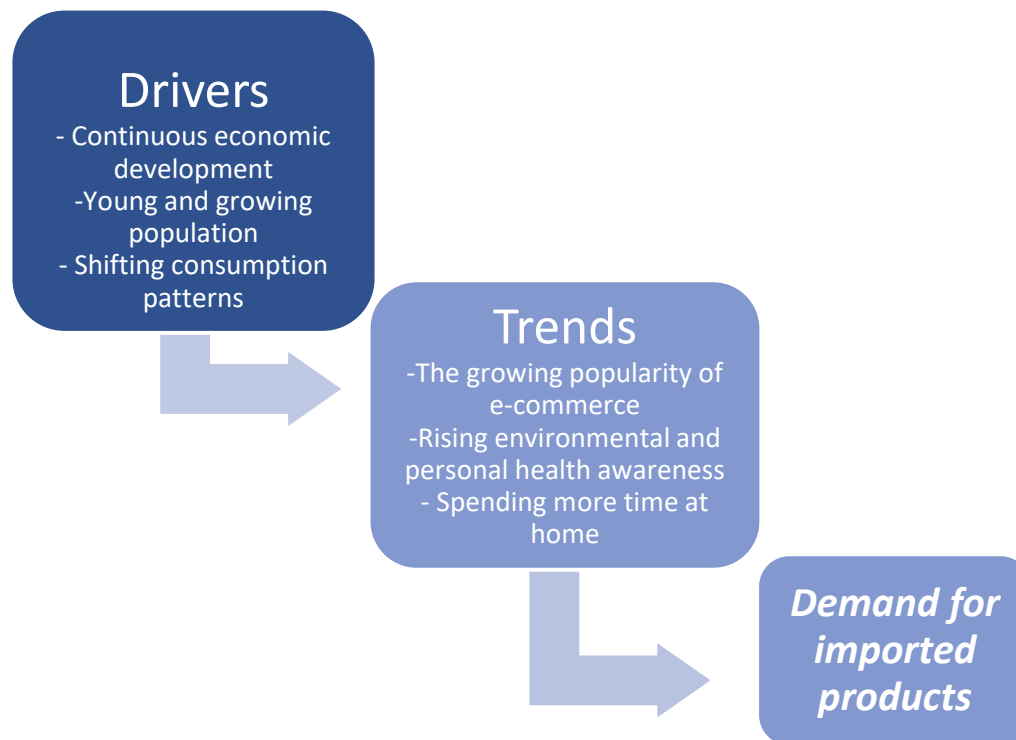 Drivers
- Continuous economic
development
-Young and growing
population
- Shifting consumption
patterns
Trends
-The growing popularity of
e-commerce
-Rising environmental and
personal health awareness
- Spending more time at
home
Demand for
imported
products